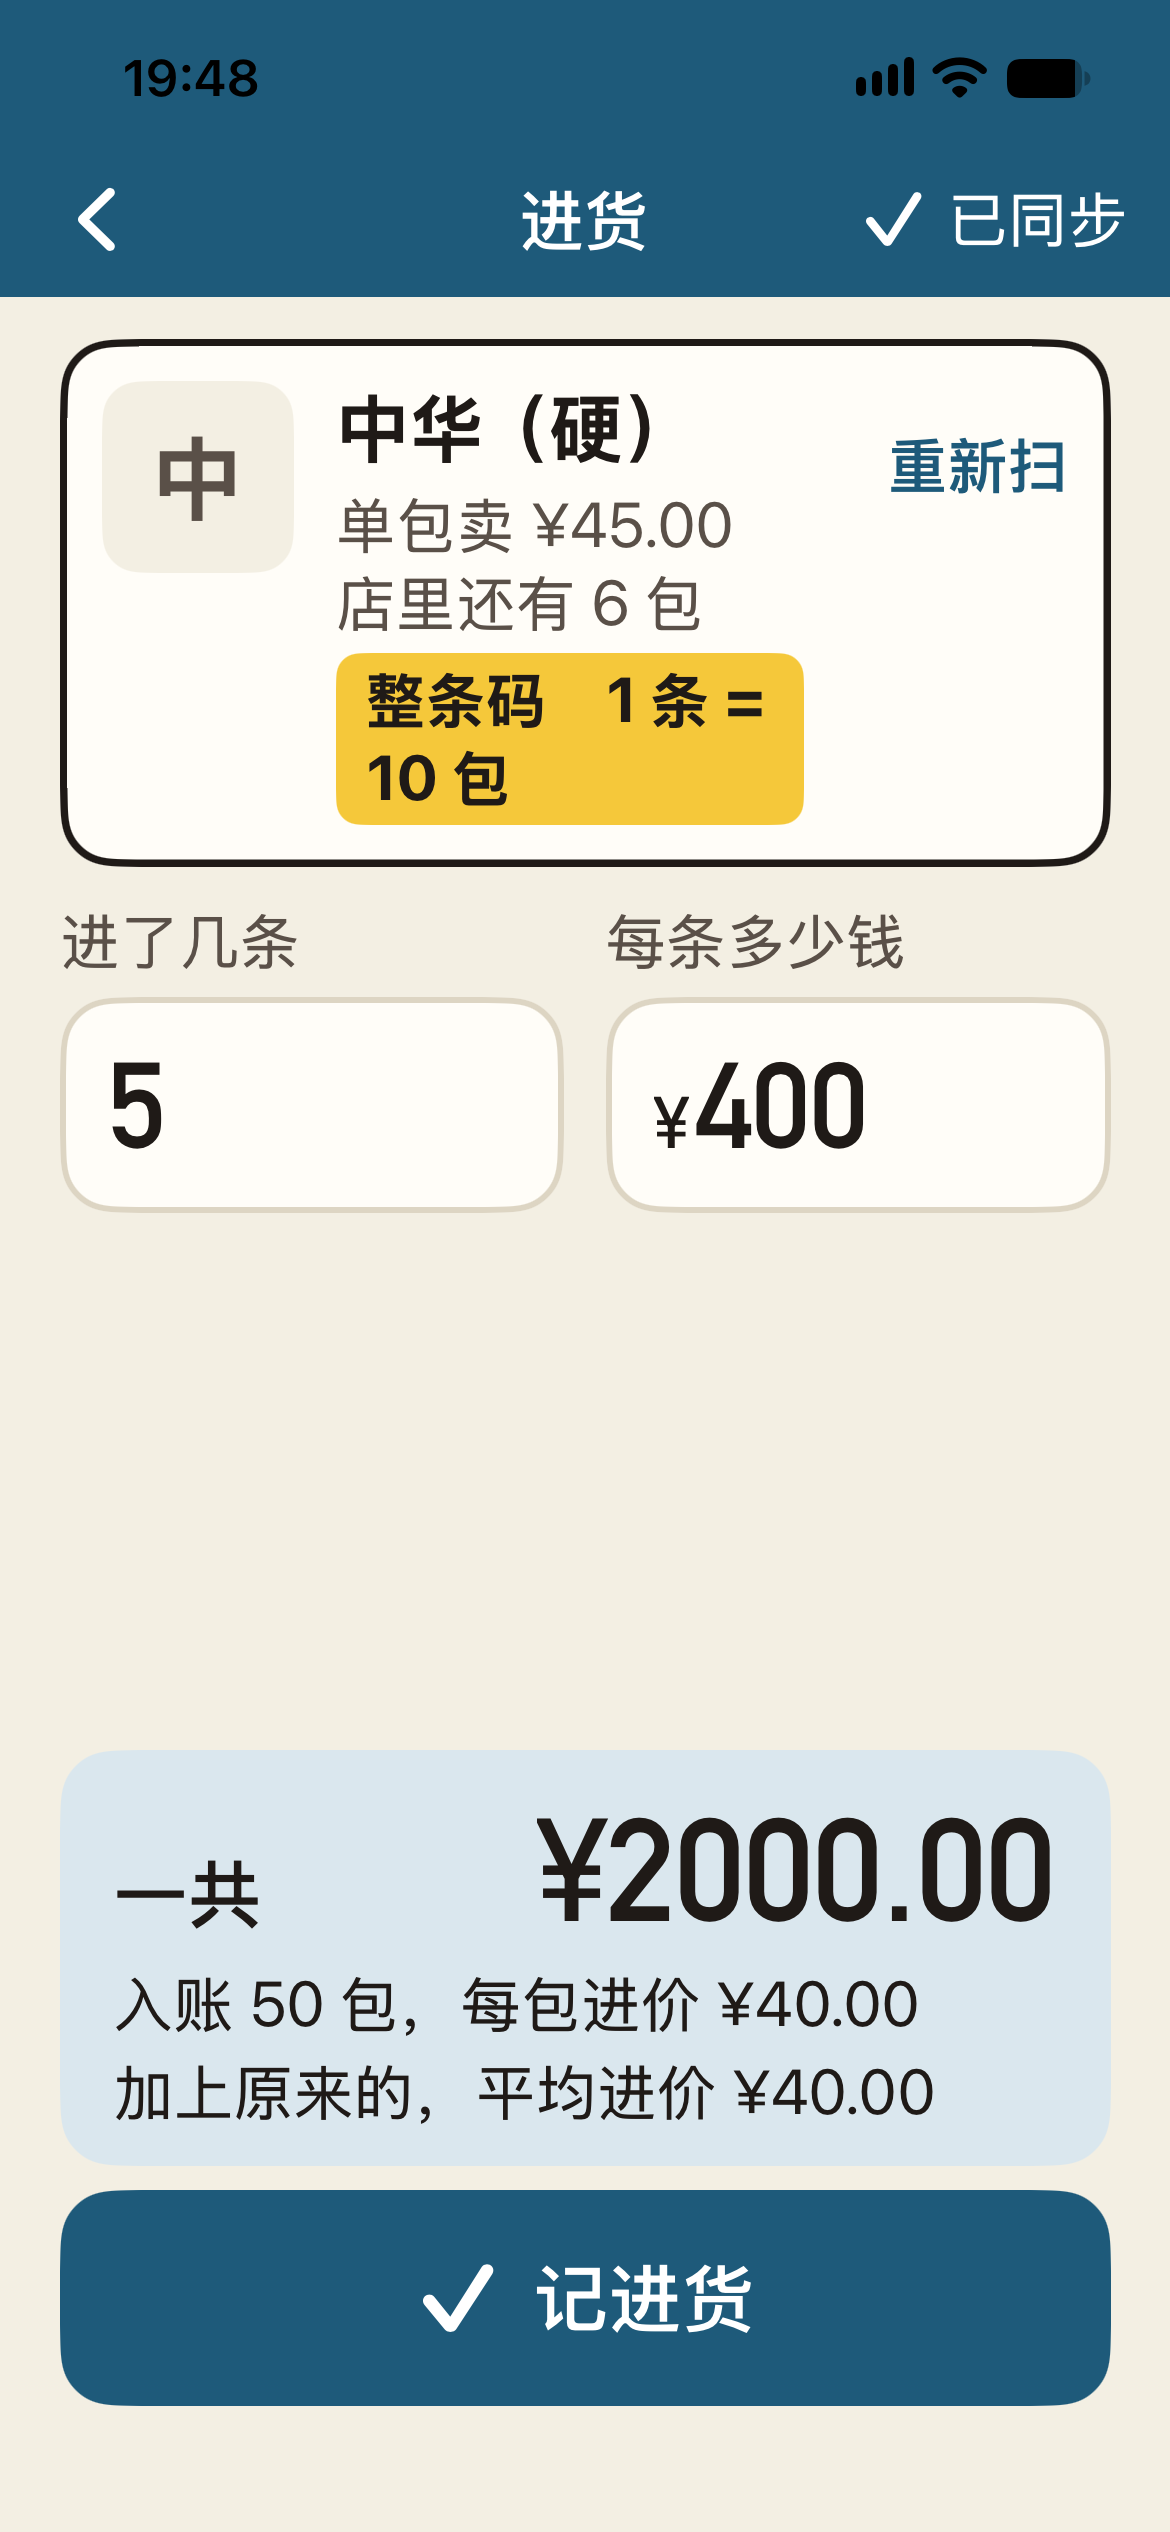 19:48
进货
已同步
中
中华（硬）
重新扫
单包卖 ¥45.00
店里还有 6 包
整条码　1 条 =
10 包
进了几条
每条多少钱
5
¥400
一共
¥2000.00
入账 50 包，每包进价 ¥40.00
加上原来的，平均进价 ¥40.00
记进货